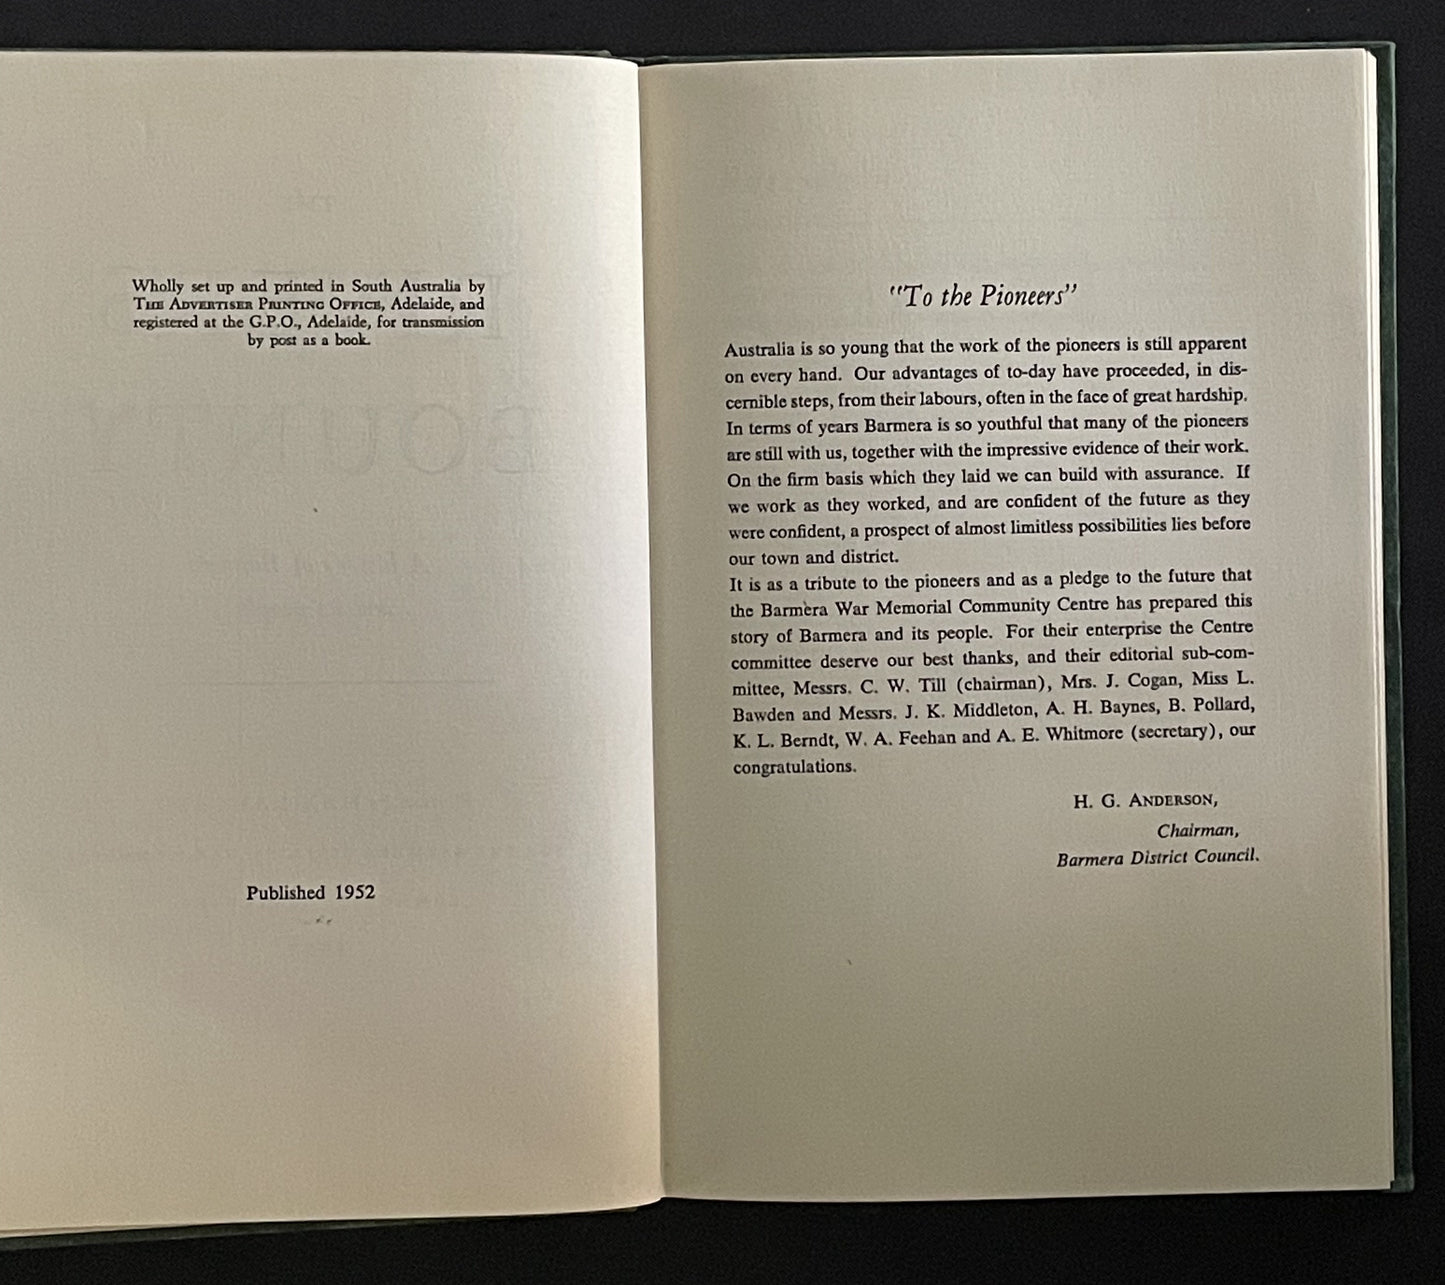 Wholly set up and printed in South Australia by
THE ADVERTISER PRINTING OFFICE, Adelaide, and
registered at the G.P.O., Adelaide, for transmission
by post as a book.
Published 1952
"To the Pioneers"
Australia is so young that the work of the pioneers is still apparent
on every hand. Our advantages of to-day have proceeded, in dis-
cernible steps, from their labours, often in the face of great hardship.
In terms of years Barmera is so youthful that many of the pioneers
are still with us, together with the impressive evidence of their work.
On the firm basis which they laid we can build with assurance. If
we work as they worked, and are confident of the future as they
were confident, a prospect of almost limitless possibilities lies before
our town and district.
It is as a tribute to the pioneers and as a pledge to the future that
the Barmera War Memorial Community Centre has prepared this
story of Barmera and its people. For their enterprise the Centre
committee deserve our best thanks, and their editorial sub-com-
mittee, Messrs. C. W. Till (chairman), Mrs. J. Cogan, Miss L.
Bawden and Messrs. J. K. Middleton, A. H. Baynes, B. Pollard,
K. L. Berndt, W. A. Feehan and A. E. Whitmore (secretary), our
congratulations.
H. G. ANDERSON,
Chairman,
Barmera District Council.